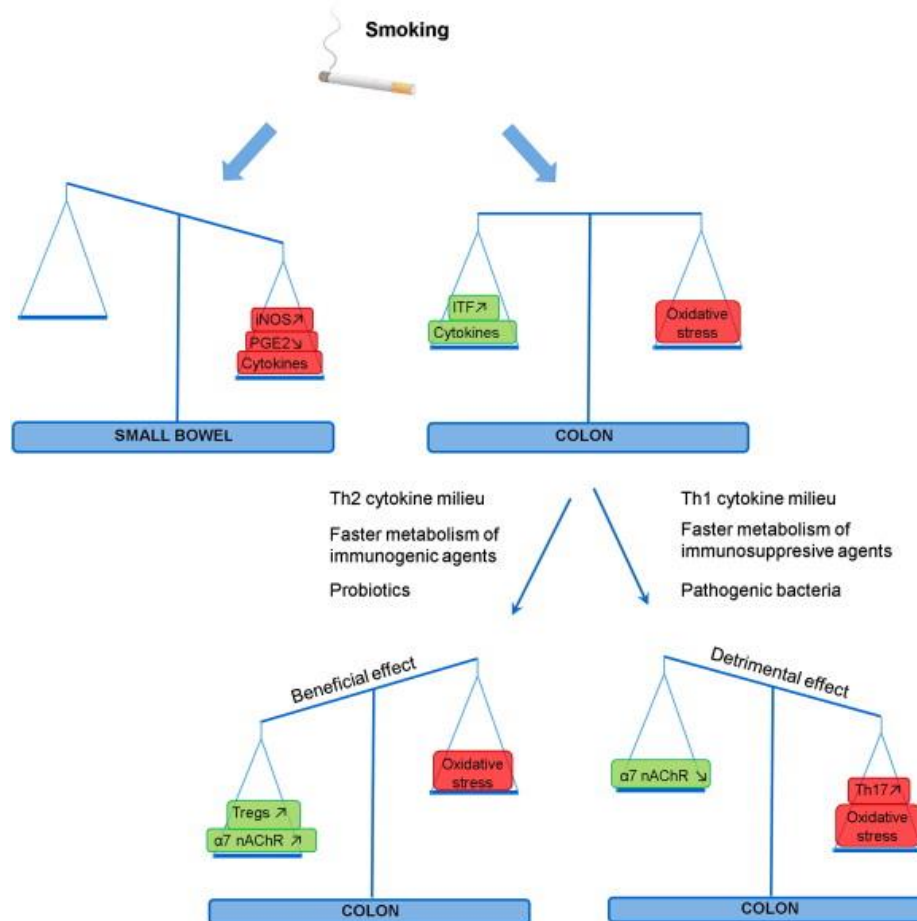 Smoking
iNOS↗
PGE2↘
Cytokines
SMALL BOWEL
ITF↗
Cytokines
Oxidative
stress
COLON
Th2 cytokine milieu
Faster metabolism of
immunogenic agents
Probiotics
Th1 cytokine milieu
Faster metabolism of
immunosuppresive agents
Pathogenic bacteria
Beneficial effect
Tregs ↗
α7 nAChR ↗
Oxidative
stress
COLON
Detrimental effect
α7 nAChR ↘
Th17↗
Oxidative
stress
COLON